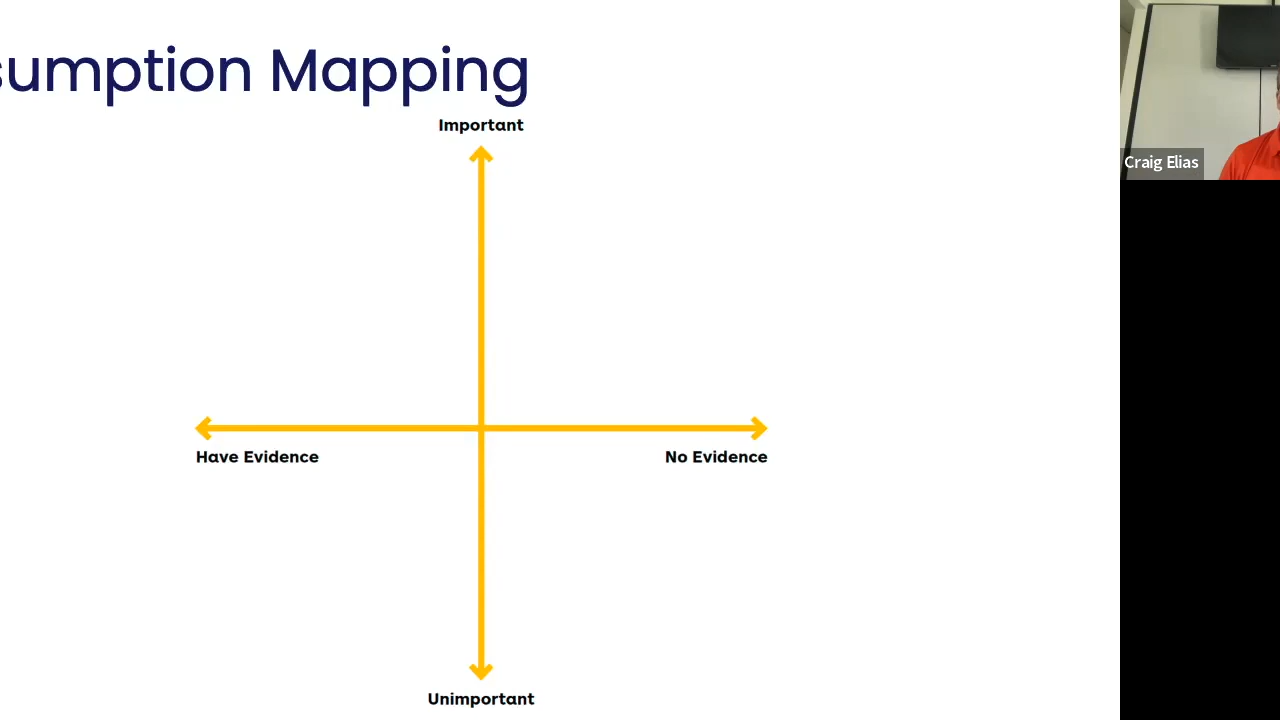 sumption Mapping
Important
Craig Elias
Have Evidence
No Evidence
Unimportant